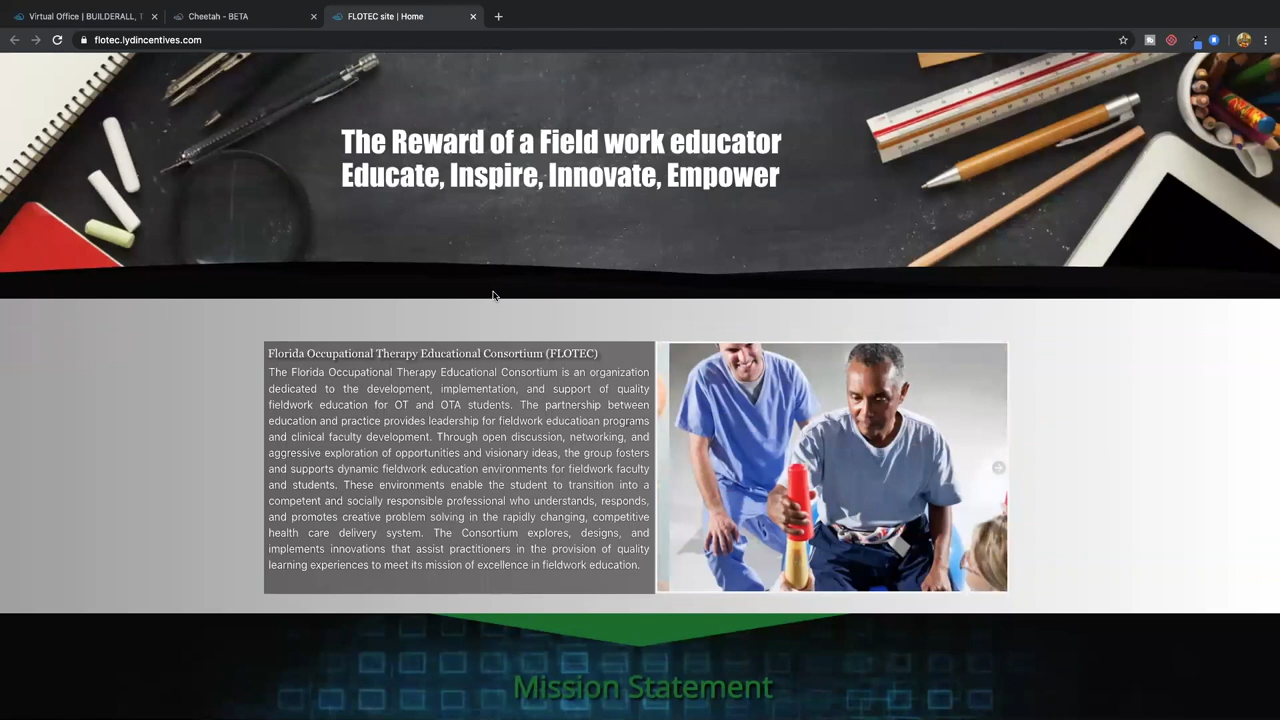 Virtual Office | BUILDERALL, T
Cheetah - BETA
FLOTEC site | Home
flotec.lydincentives.com
The Reward of a Field work educator
Educate, Inspire, Innovate, Empower
Florida Occupational Therapy Educational Consortium (FLOTEC)
The Florida Occupational Therapy Educational Consortium is an organization
dedicated to the development, implementation, and support of quality
fieldwork education for OT and OTA students. The partnership between
education and practice provides leadership for fieldwork educatioan programs
and clinical faculty development. Through open discussion, networking, and
aggressive exploration of opportunities and visionary ideas, the group fosters
and supports dynamic fieldwork education environments for fieldwork faculty
and students. These environments enable the student to transition into a
competent and socially responsible professional who understands, responds,
and promotes creative problem solving in the rapidly changing, competitive
health care delivery system. The Consortium explores, designs, and
implements innovations that assist practitioners in the provision of quality
learning experiences to meet its mission of excellence in fieldwork education.
Mission Statement